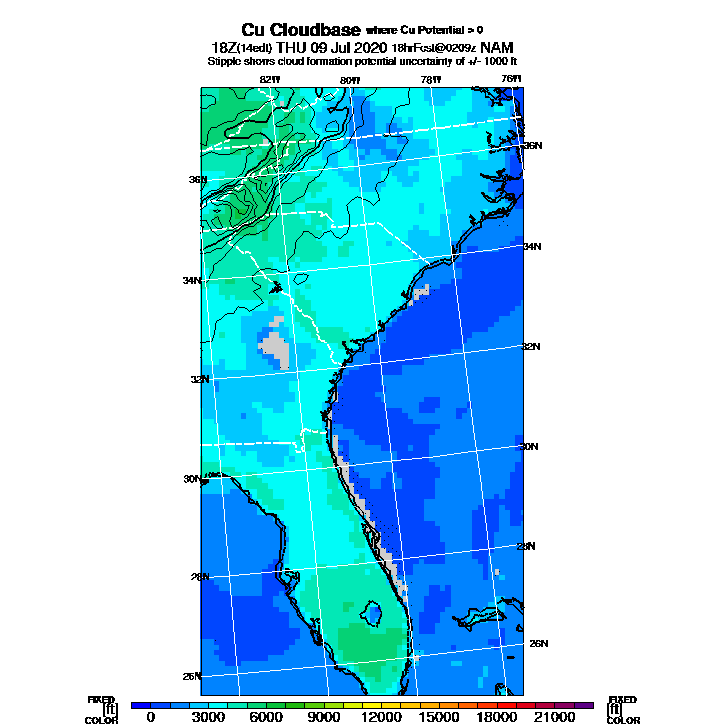 Cu Cloudbase where Cu Potential > 0
18Z(14edt) THU 09 Jul 2020 18hrFcst@0209z NAM
Stipple shows cloud formation potential uncertainty of +/- 1000 ft
82W 80W 78W 76W
36N
36N
34N
34N
32N
32N
30N
30N
28N
28N
26N
26N
FIXED [ft] COLOR
0 3000 6000 9000 12000 15000 18000 21000
FIXED [ft] COLOR